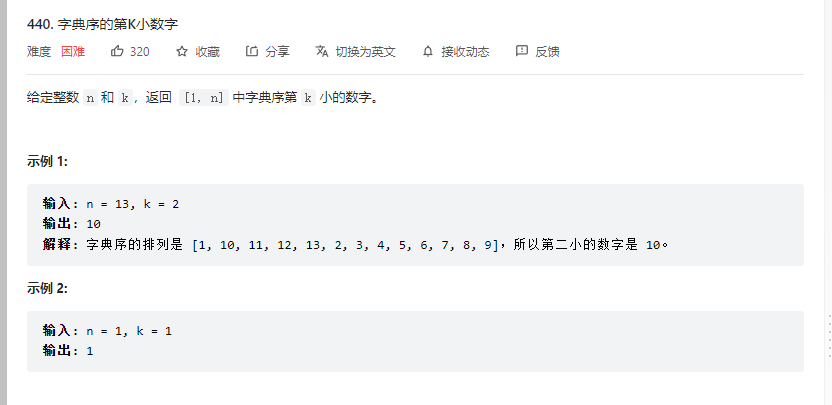 440. 字典序的第K小数字
难度 困难 320 收藏 分享 切换为英文 接收动态 反馈
给定整数 n 和 k，返回 [1, n] 中字典序第 k 小的数字。
示例 1:
输入: n = 13, k = 2
输出: 10
解释: 字典序的排列是 [1, 10, 11, 12, 13, 2, 3, 4, 5, 6, 7, 8, 9]，所以第二小的数字是 10。
示例 2:
输入: n = 1, k = 1
输出: 1